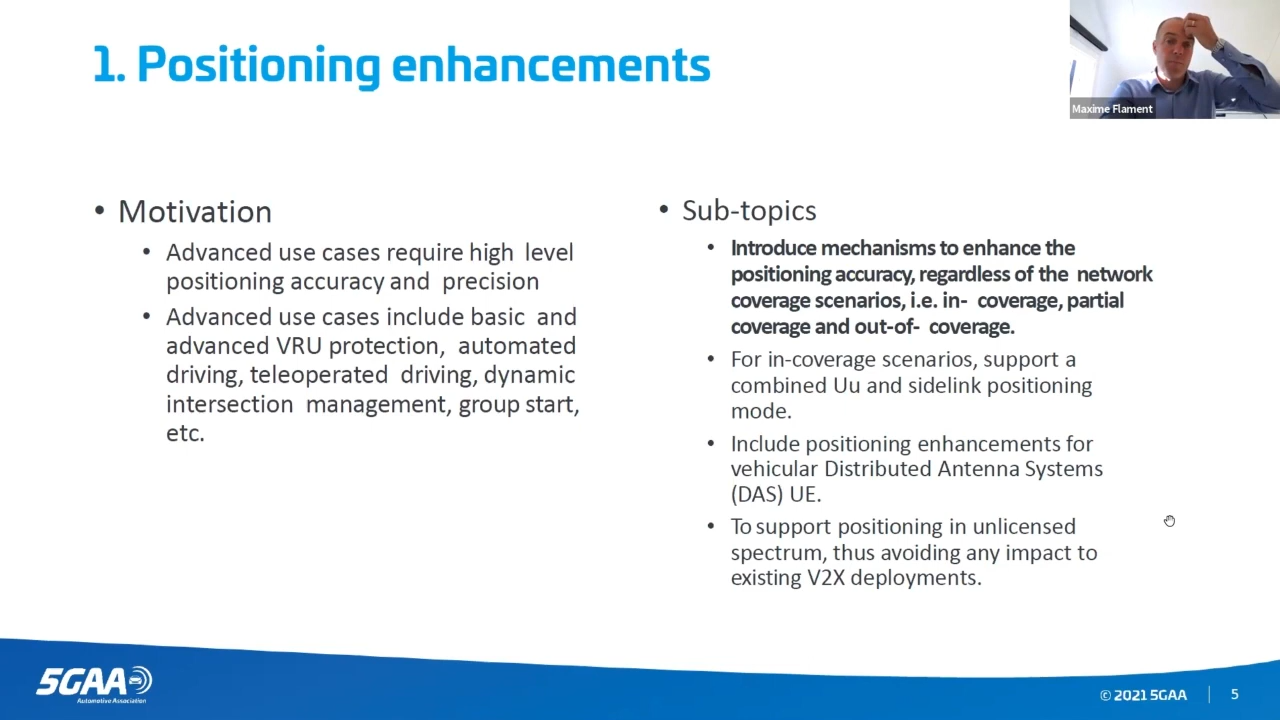 1. Positioning enhancements
Maxime Flament
• Motivation
• Advanced use cases require high level
positioning accuracy and precision
• Advanced use cases include basic and
advanced VRU protection, automated
driving, teleoperated driving, dynamic
intersection management, group start,
etc.
• Sub-topics
• Introduce mechanisms to enhance the
positioning accuracy, regardless of the network
coverage scenarios, i.e. in- coverage, partial
coverage and out-of- coverage.
• For in-coverage scenarios, support a
combined Uu and sidelink positioning
mode.
• Include positioning enhancements for
vehicular Distributed Antenna Systems
(DAS) UE.
• To support positioning in unlicensed
spectrum, thus avoiding any impact to
existing V2X deployments.
5GAA
Automotive Association
© 2021 5GAA | 5